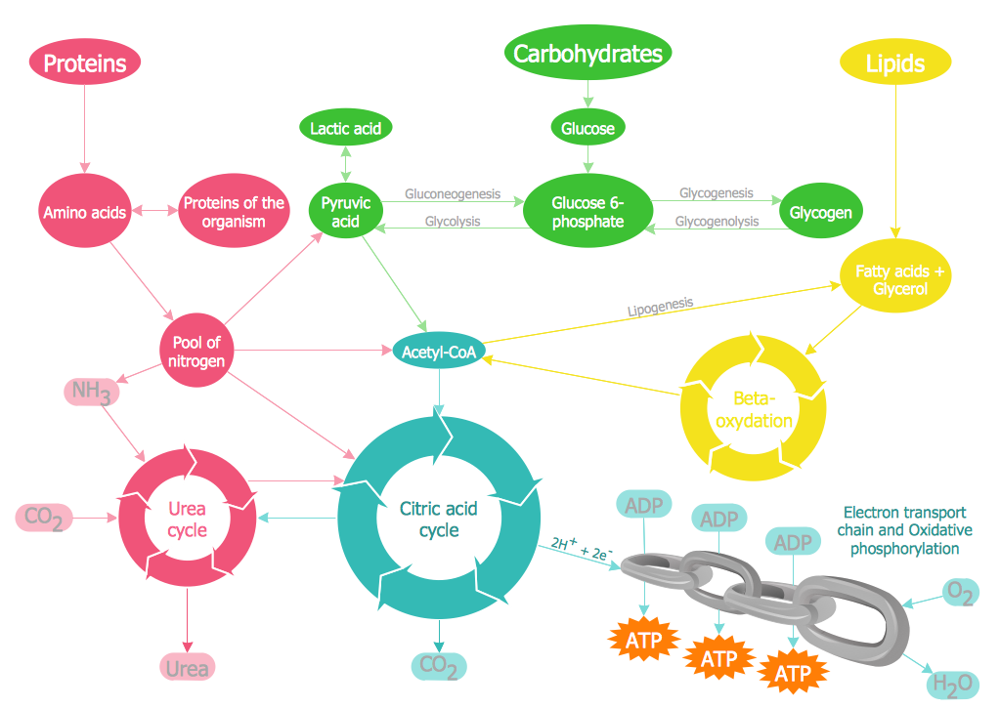 Proteins
Carbohydrates
Lipids
Lactic acid
Glucose
Amino acids
Proteins of the
organism
Pyruvic
acid
Gluconeogenesis
Glycolysis
Glucose 6-
phosphate
Glycogenesis
Glycogenolysis
Glycogen
Fatty acids +
Glycerol
Lipogenesis
Pool of
nitrogen
Acetyl-CoA
NH3
Beta-
oxydation
CO2
Urea
cycle
Citric acid
cycle
2H+ + 2e-
ADP
ADP
ADP
Electron transport
chain and Oxidative
phosphorylation
O2
ATP
ATP
ATP
Urea
CO2
H2O